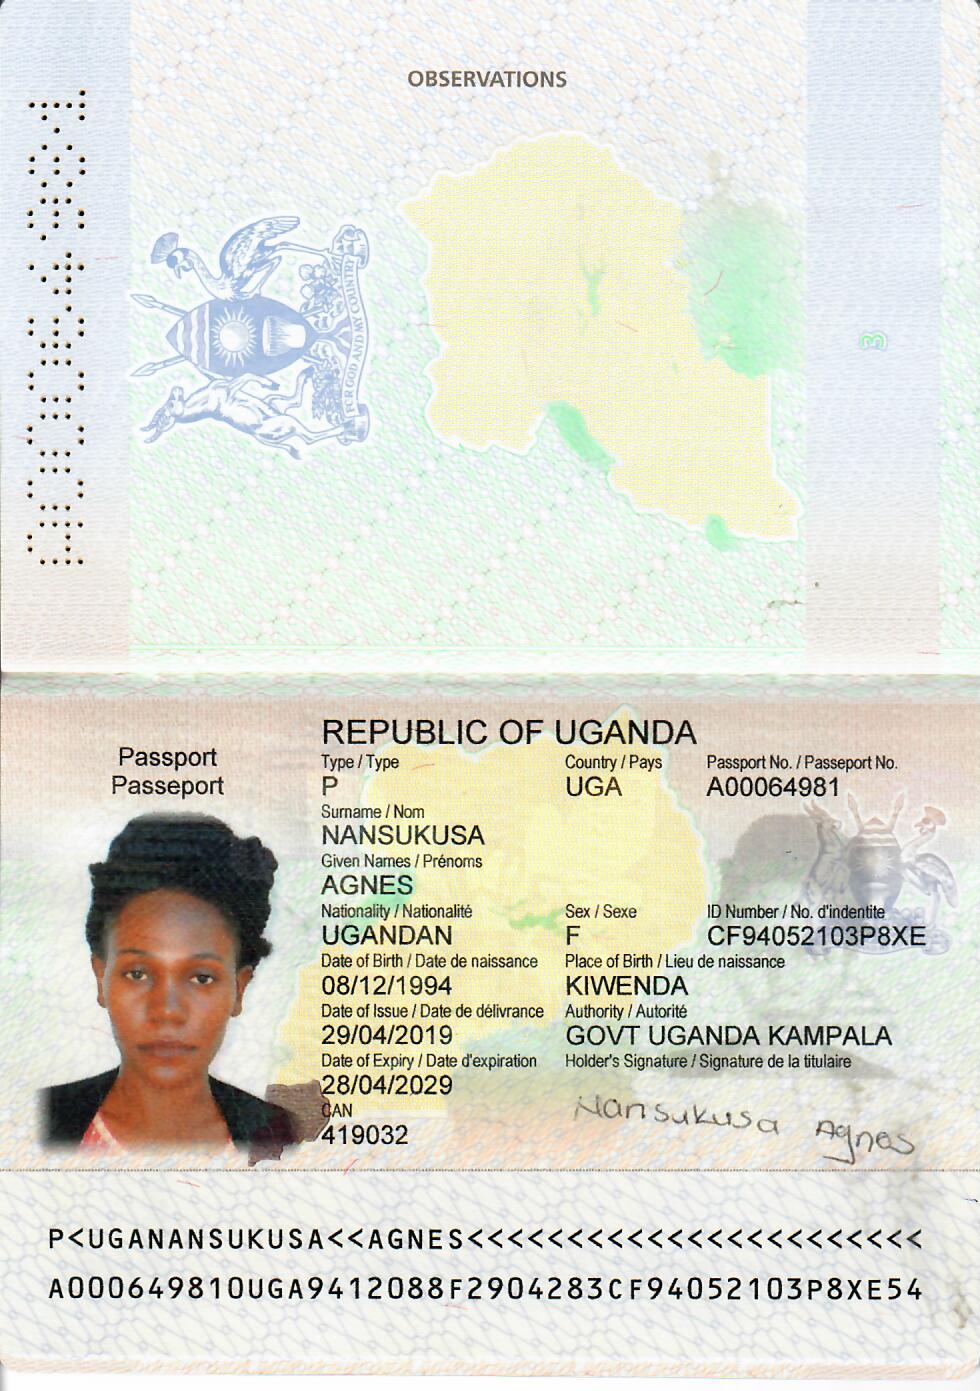 OBSERVATIONS
FOR GOD AND MY COUNTRY
3
REPUBLIC OF UGANDA
Passport
Passeport
Type / Type Country / Pays Passport No. / Passeport No.
P UGA A00064981
Surname / Nom
NANSUKUSA
Given Names / Prénoms
AGNES
Nationality / Nationalité Sex / Sexe ID Number / No. d'indentite
UGANDAN F CF94052103P8XE
Date of Birth / Date de naissance Place of Birth / Lieu de naissance
08/12/1994 KIWENDA
Date of Issue / Date de délivrance Authority / Autorité
29/04/2019 GOVT UGANDA KAMPALA
Date of Expiry / Date d'expiration Holder's Signature / Signature de la titulaire
28/04/2029
CAN
419032
Nansukusa Agnes
P<UGANANSUKUSA<<AGNES<<<<<<<<<<<<<<<<<<<<<<<
A000649810UGA9412088F2904283CF94052103P8XE54